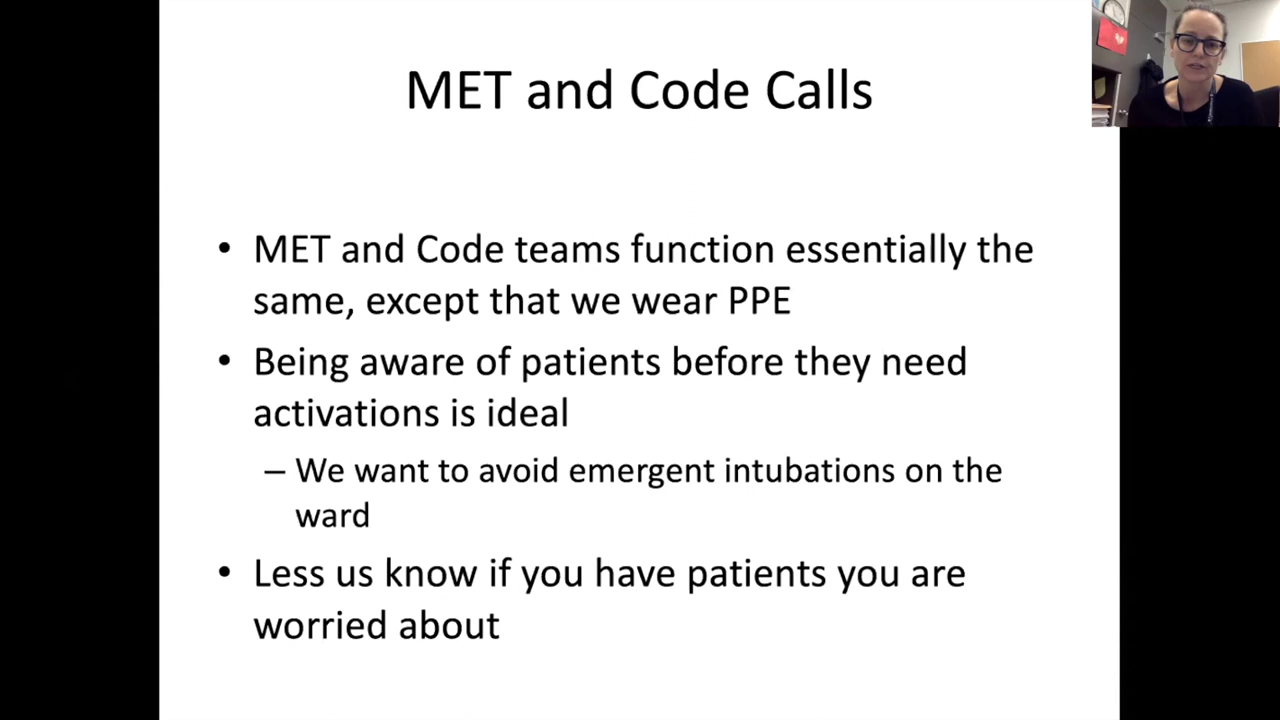 MET and Code Calls
• MET and Code teams function essentially the
same, except that we wear PPE
• Being aware of patients before they need
activations is ideal
– We want to avoid emergent intubations on the
ward
• Less us know if you have patients you are
worried about